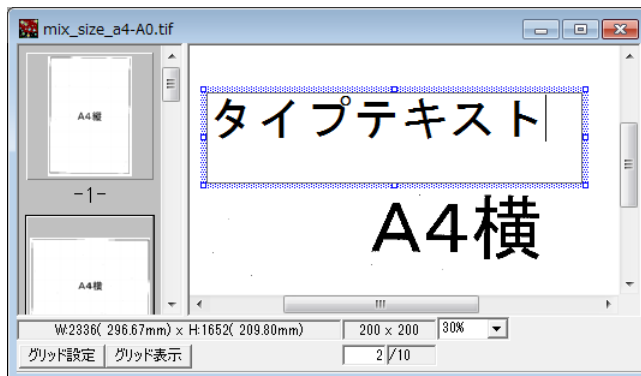 mix_size_a4-A0.tif
A4縦
-1-
A4横
タイプテキスト
A4横
W:2336( 296.67mm) × H:1652( 209.80mm)
200 × 200
30%
グリッド設定
グリッド表示
2 /10